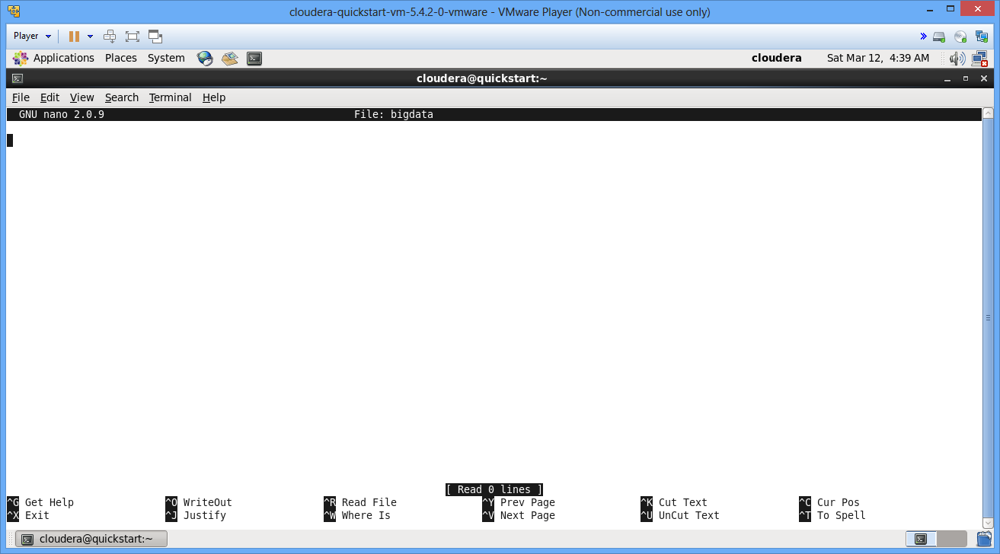 cloudera-quickstart-vm-5.4.2-0-vmware - VMware Player (Non-commercial use only)
Player
Applications Places System cloudera Sat Mar 12, 4:39 AM
cloudera@quickstart:~
File Edit View Search Terminal Help
GNU nano 2.0.9 File: bigdata
[ Read 0 lines ]
^G Get Help ^O WriteOut ^R Read File ^Y Prev Page ^K Cut Text ^C Cur Pos
^X Exit ^J Justify ^W Where Is ^V Next Page ^U UnCut Text ^T To Spell
cloudera@quickstart:~